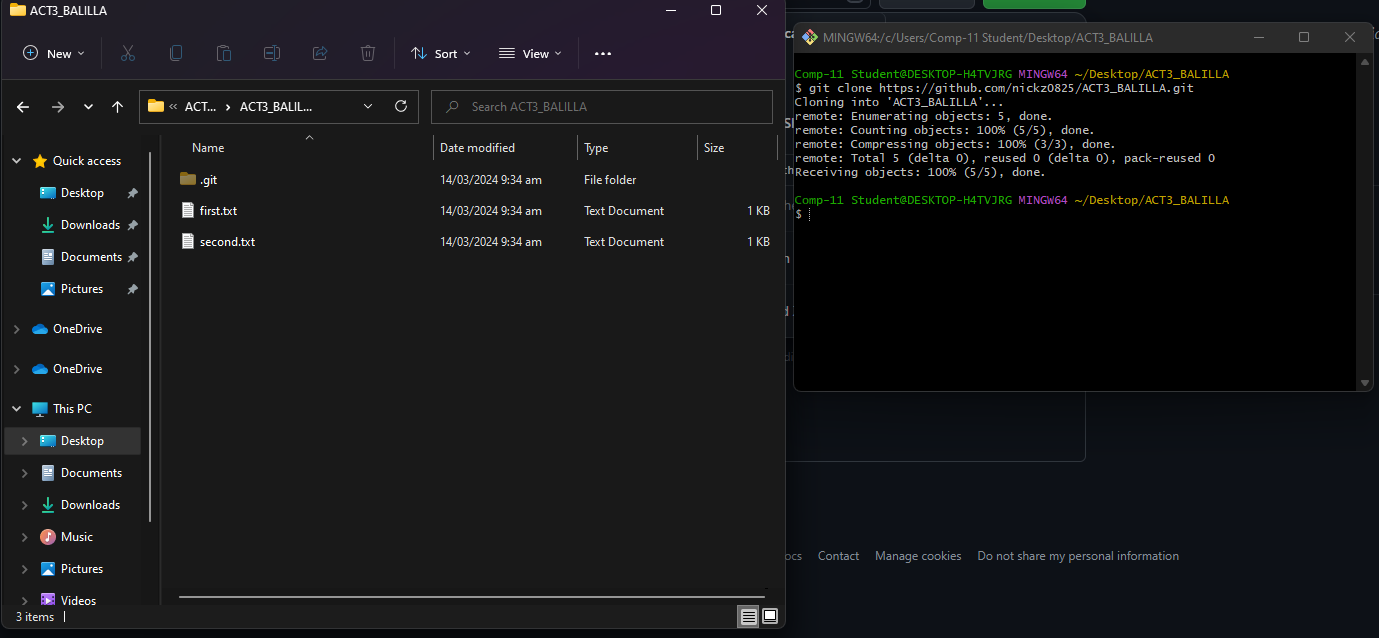 ACT3_BALILLA
New
Sort
View
ACT...
ACT3_BALIL...
Search ACT3_BALILLA
Name
Date modified
Type
Size
.git
14/03/2024 9:34 am
File folder
first.txt
14/03/2024 9:34 am
Text Document
1 KB
second.txt
14/03/2024 9:34 am
Text Document
1 KB
Quick access
Desktop
Downloads
Documents
Pictures
OneDrive
OneDrive
This PC
Desktop
Documents
Downloads
Music
Pictures
Videos
3 items
MINGW64:/c/Users/Comp-11 Student/Desktop/ACT3_BALILLA
Comp-11 Student@DESKTOP-H4TVJRG MINGW64 ~/Desktop/ACT3_BALILLA
$ git clone https://github.com/nickz0825/ACT3_BALILLA.git
Cloning into 'ACT3_BALILLA'...
remote: Enumerating objects: 5, done.
remote: Counting objects: 100% (5/5), done.
remote: Compressing objects: 100% (3/3), done.
remote: Total 5 (delta 0), reused 0 (delta 0), pack-reused 0
Receiving objects: 100% (5/5), done.
Comp-11 Student@DESKTOP-H4TVJRG MINGW64 ~/Desktop/ACT3_BALILLA
$
ocs
Contact
Manage cookies
Do not share my personal information